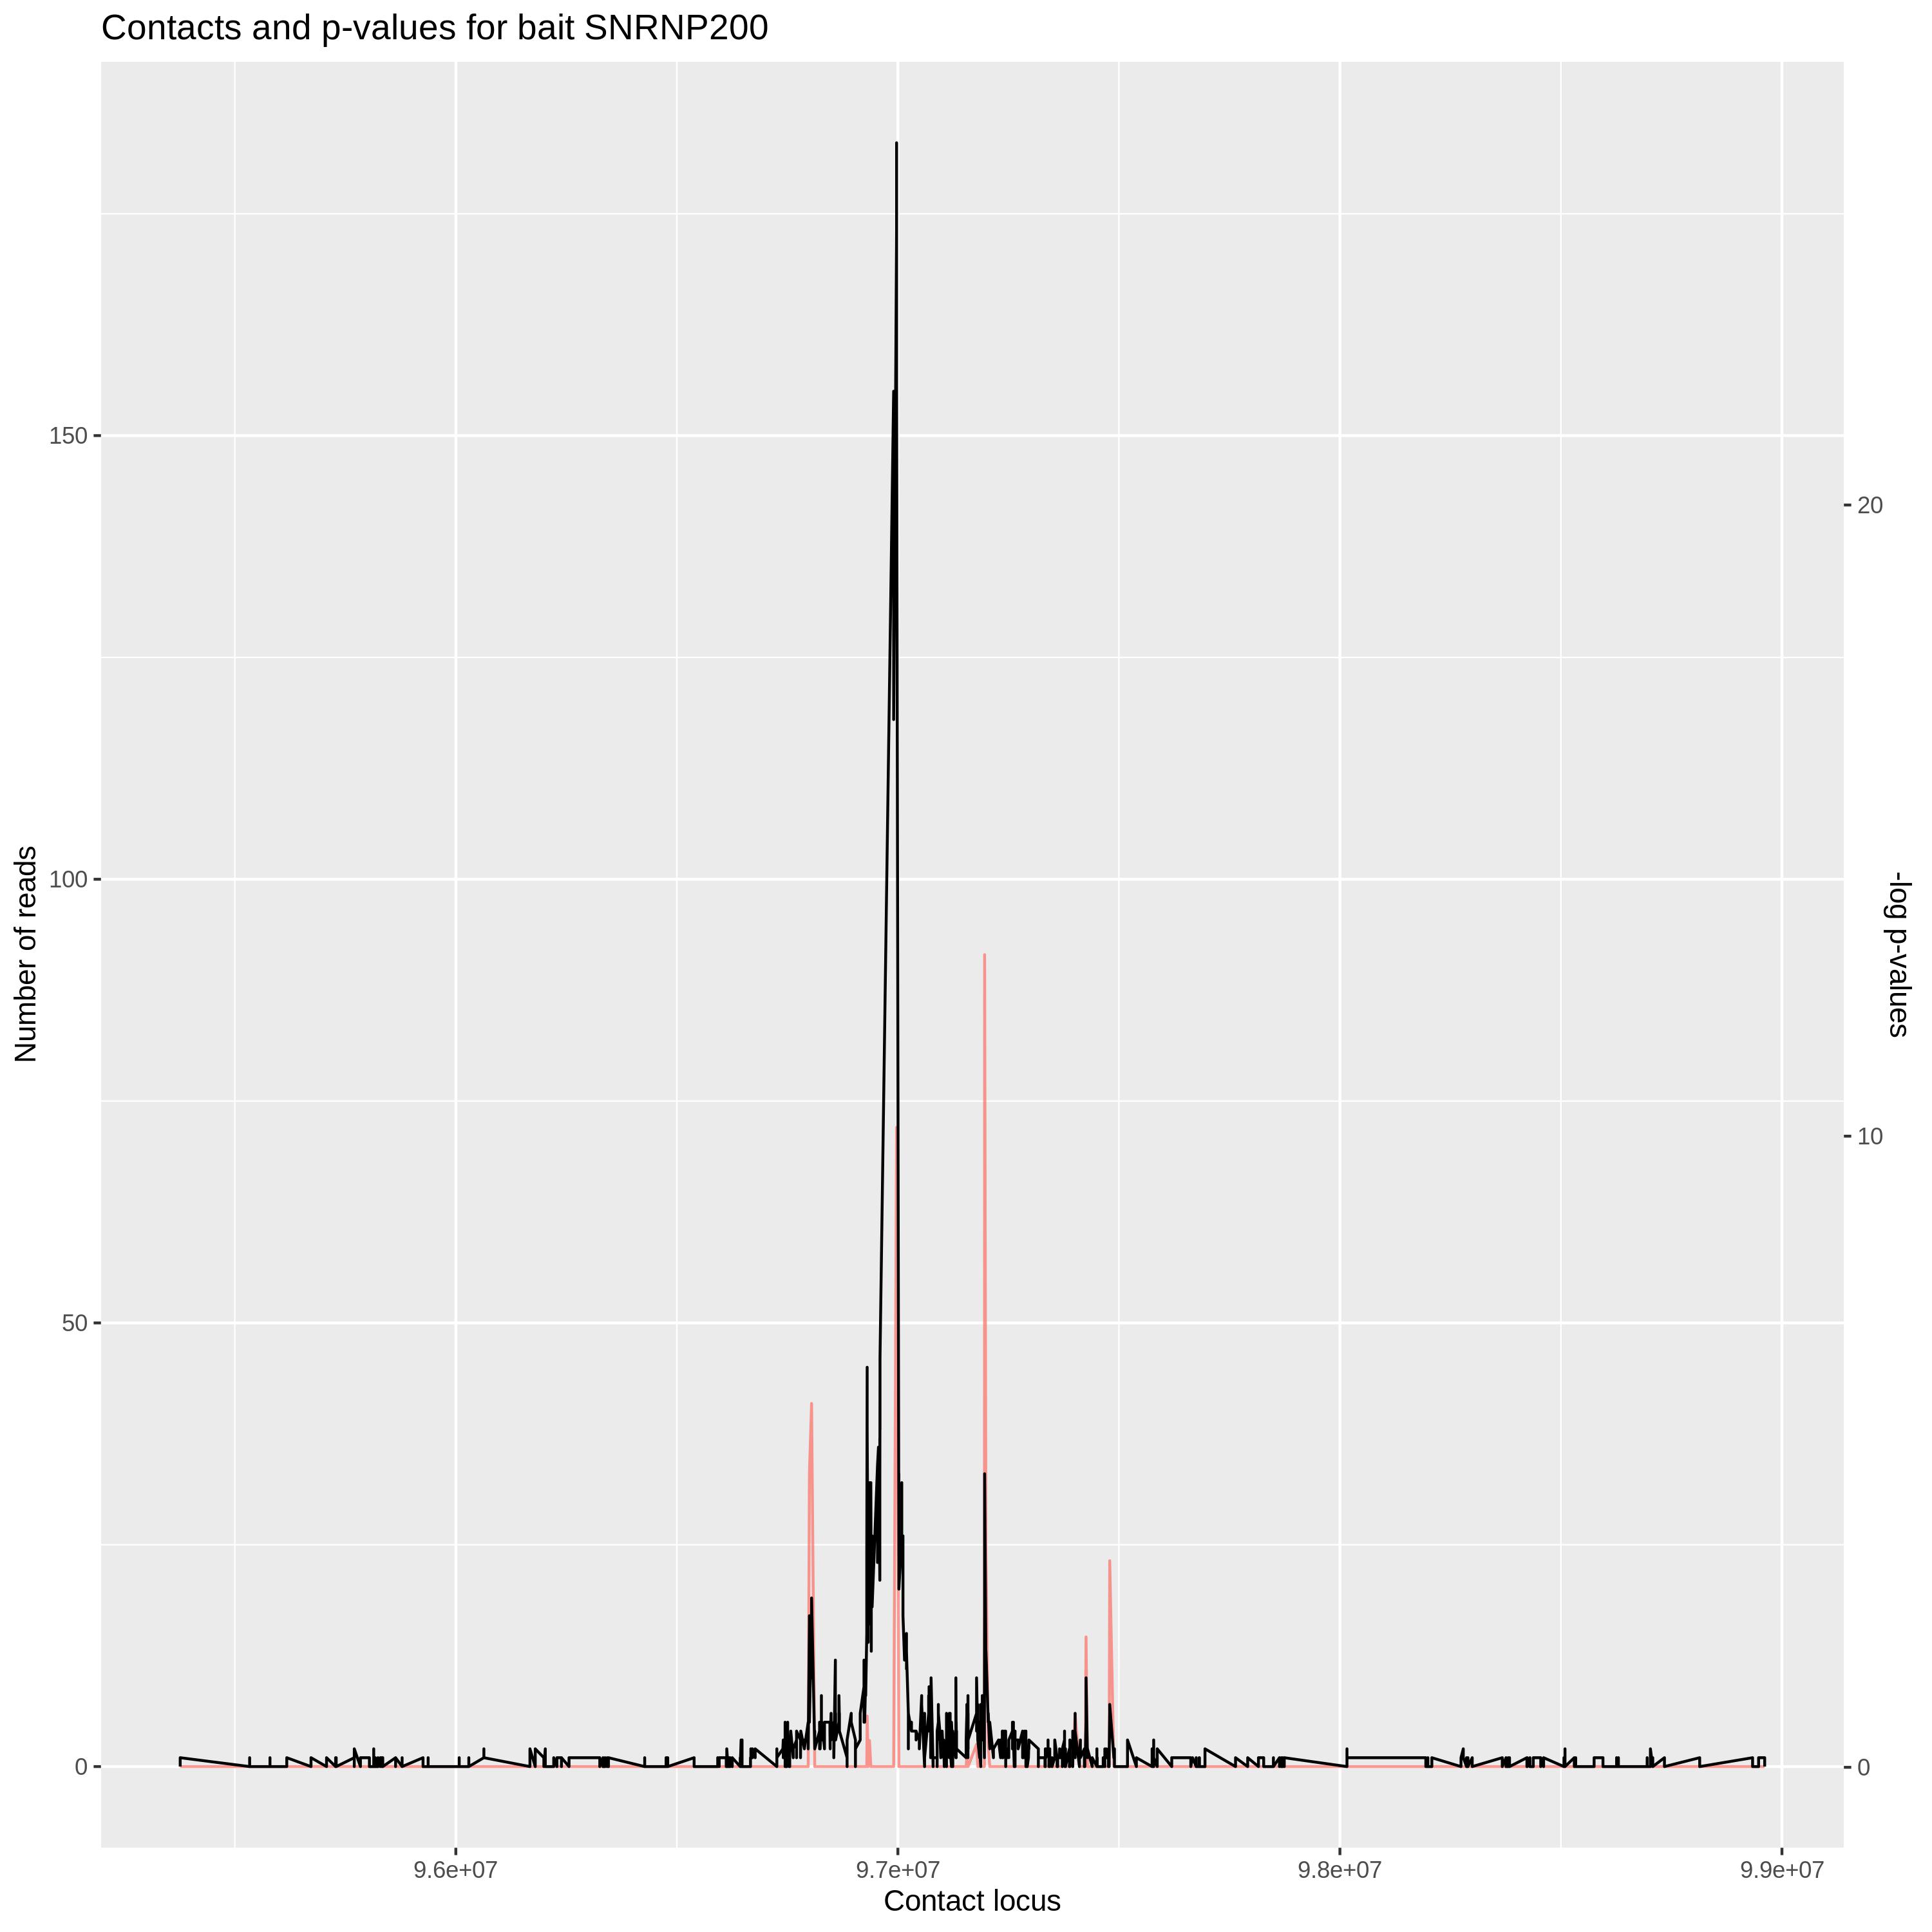 Contacts and p-values for bait SNRNP200
Number of reads
150
100
50
0
20
10
0
-log p-values
9.6e+07
9.7e+07
9.8e+07
9.9e+07
Contact locus